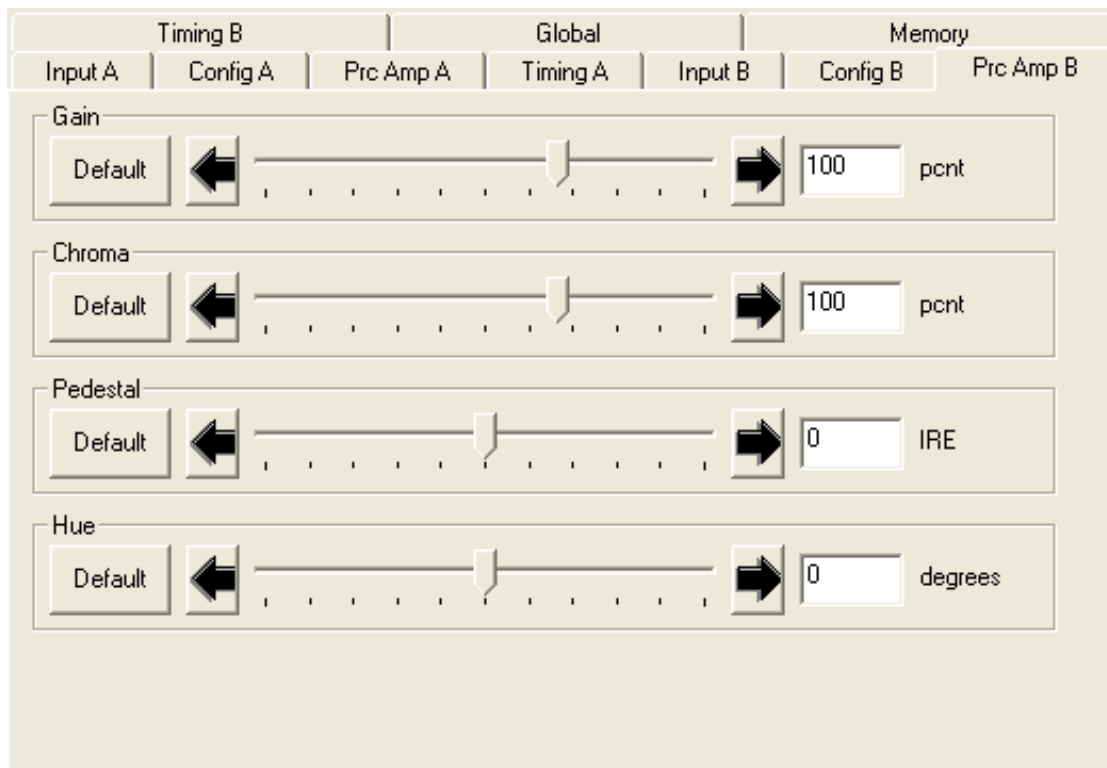 Timing B Global Memory
Input A Config A Prc Amp A Timing A Input B Config B Prc Amp B
Gain
Default 100 pcnt
Chroma
Default 100 pcnt
Pedestal
Default 0 IRE
Hue
Default 0 degrees